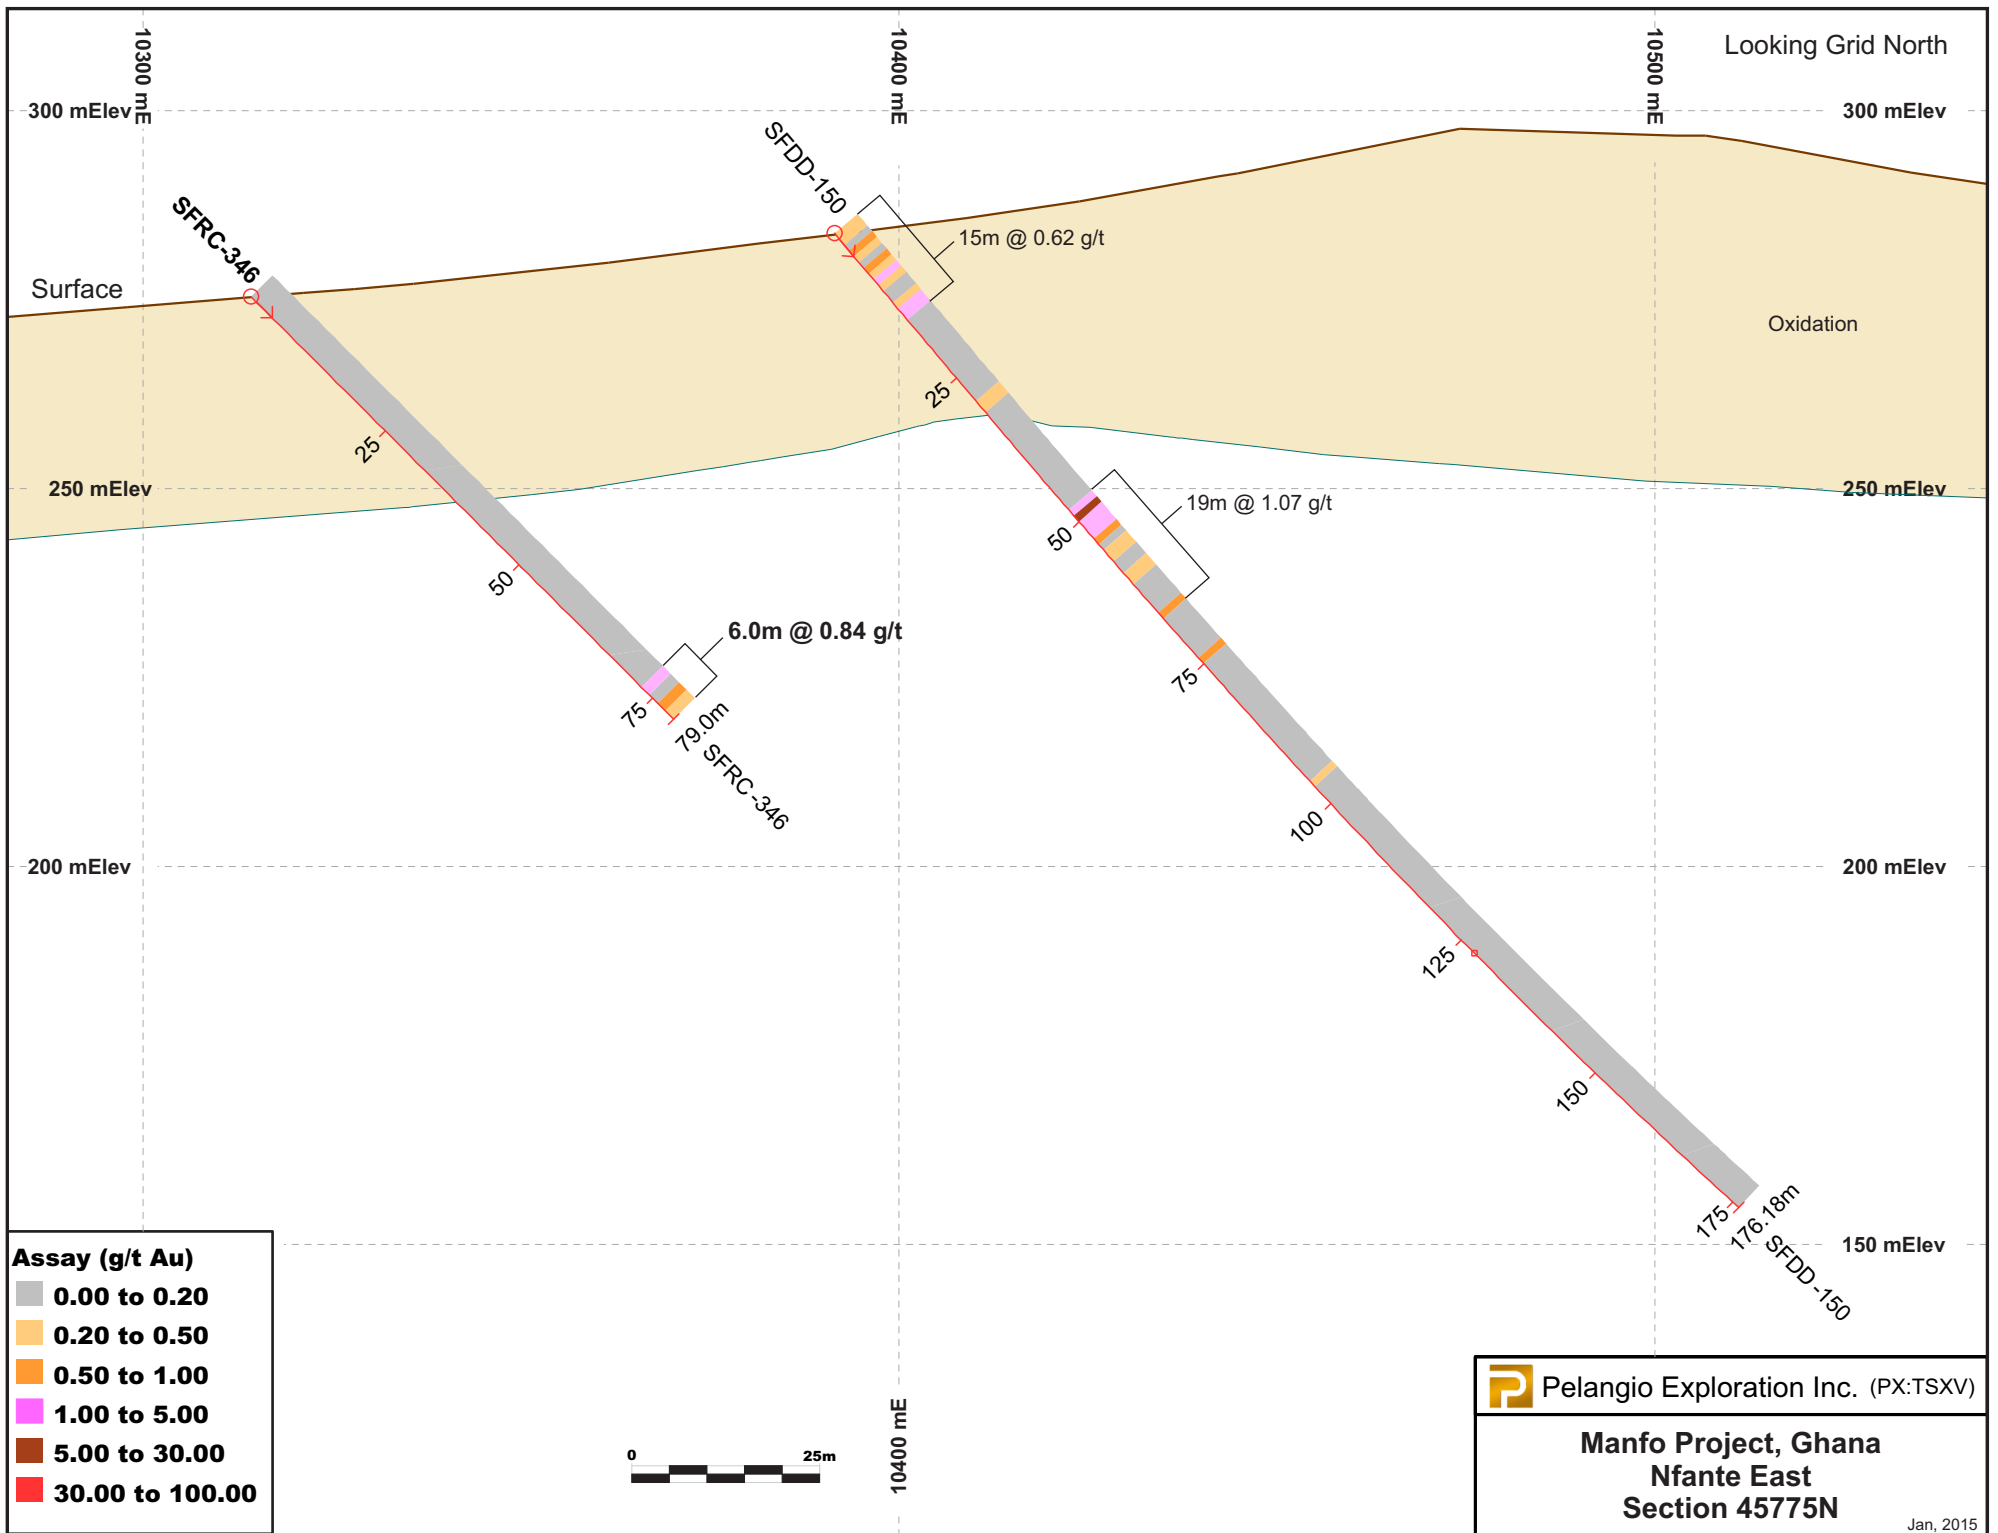 10300 mE
10400 mE
10500 mE
Looking Grid North
300 mElev
300 mElev
SFDD-150
SFRC-346
15m @ 0.62 g/t
Surface
Oxidation
25
25
250 mElev
250 mElev
19m @ 1.07 g/t
50
50
6.0m @ 0.84 g/t
75
75
79.0m
SFRC-346
100
200 mElev
200 mElev
125
150
175
176.18m
SFDD-150
150 mElev
Assay (g/t Au)
0.00 to 0.20
0.20 to 0.50
0.50 to 1.00
1.00 to 5.00
5.00 to 30.00
30.00 to 100.00
0 25m
10400 mE
Pelangio Exploration Inc. (PX:TSXV)
Manfo Project, Ghana
Nfante East
Section 45775N
Jan, 2015